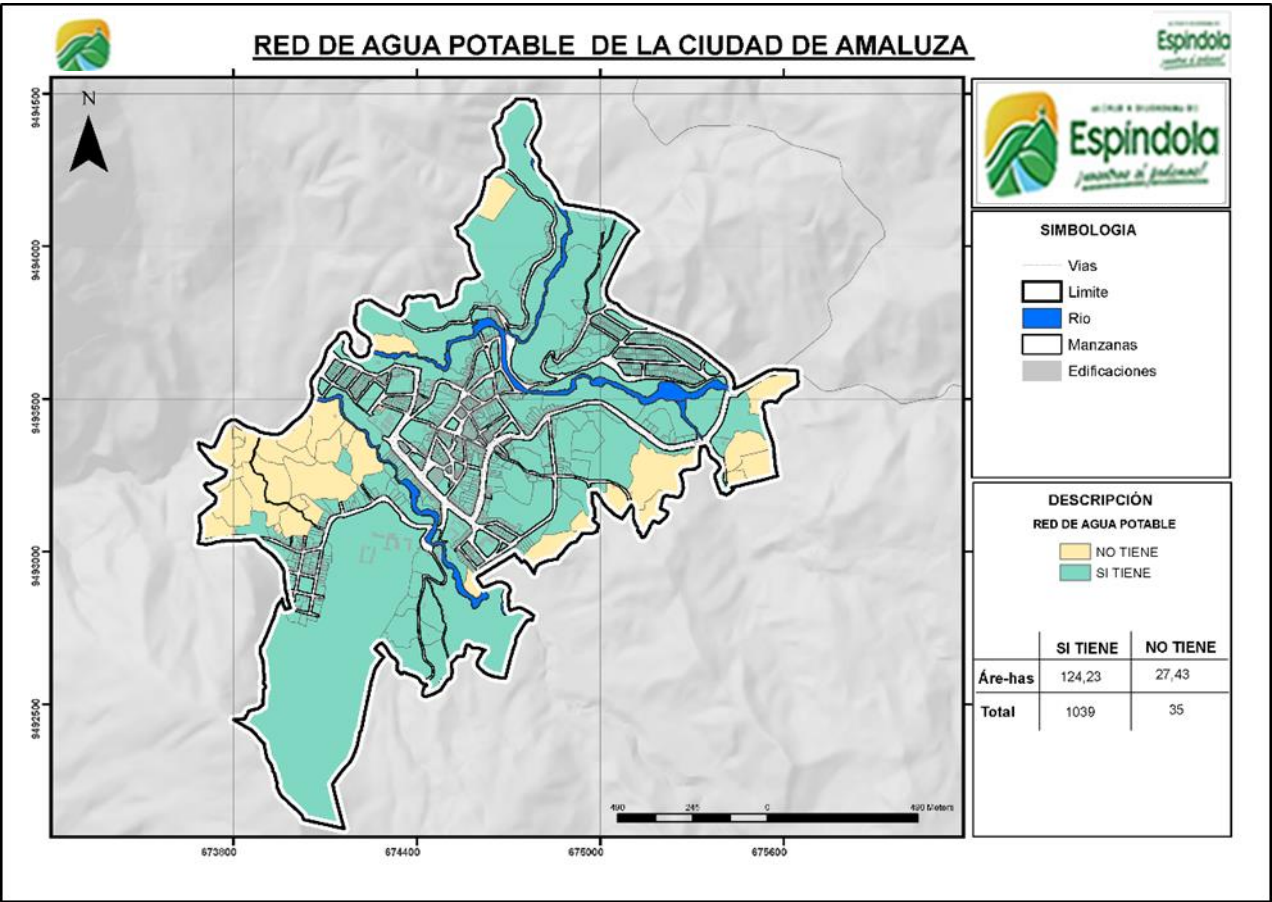 RED DE AGUA POTABLE DE LA CIUDAD DE AMALUZA
Espíndola
N
9494500
9494000
9493500
9493000
9492500
673800
674400
675000
675600
490
245
0
490 Meters
Espíndola
SIMBOLOGIA
Vias
Limite
Rio
Manzanas
Edificaciones
DESCRIPCIÓN
RED DE AGUA POTABLE
NO TIENE
SI TIENE
SI TIENE NO TIENE
Áre-has 124,23 27,43
Total 1039 35